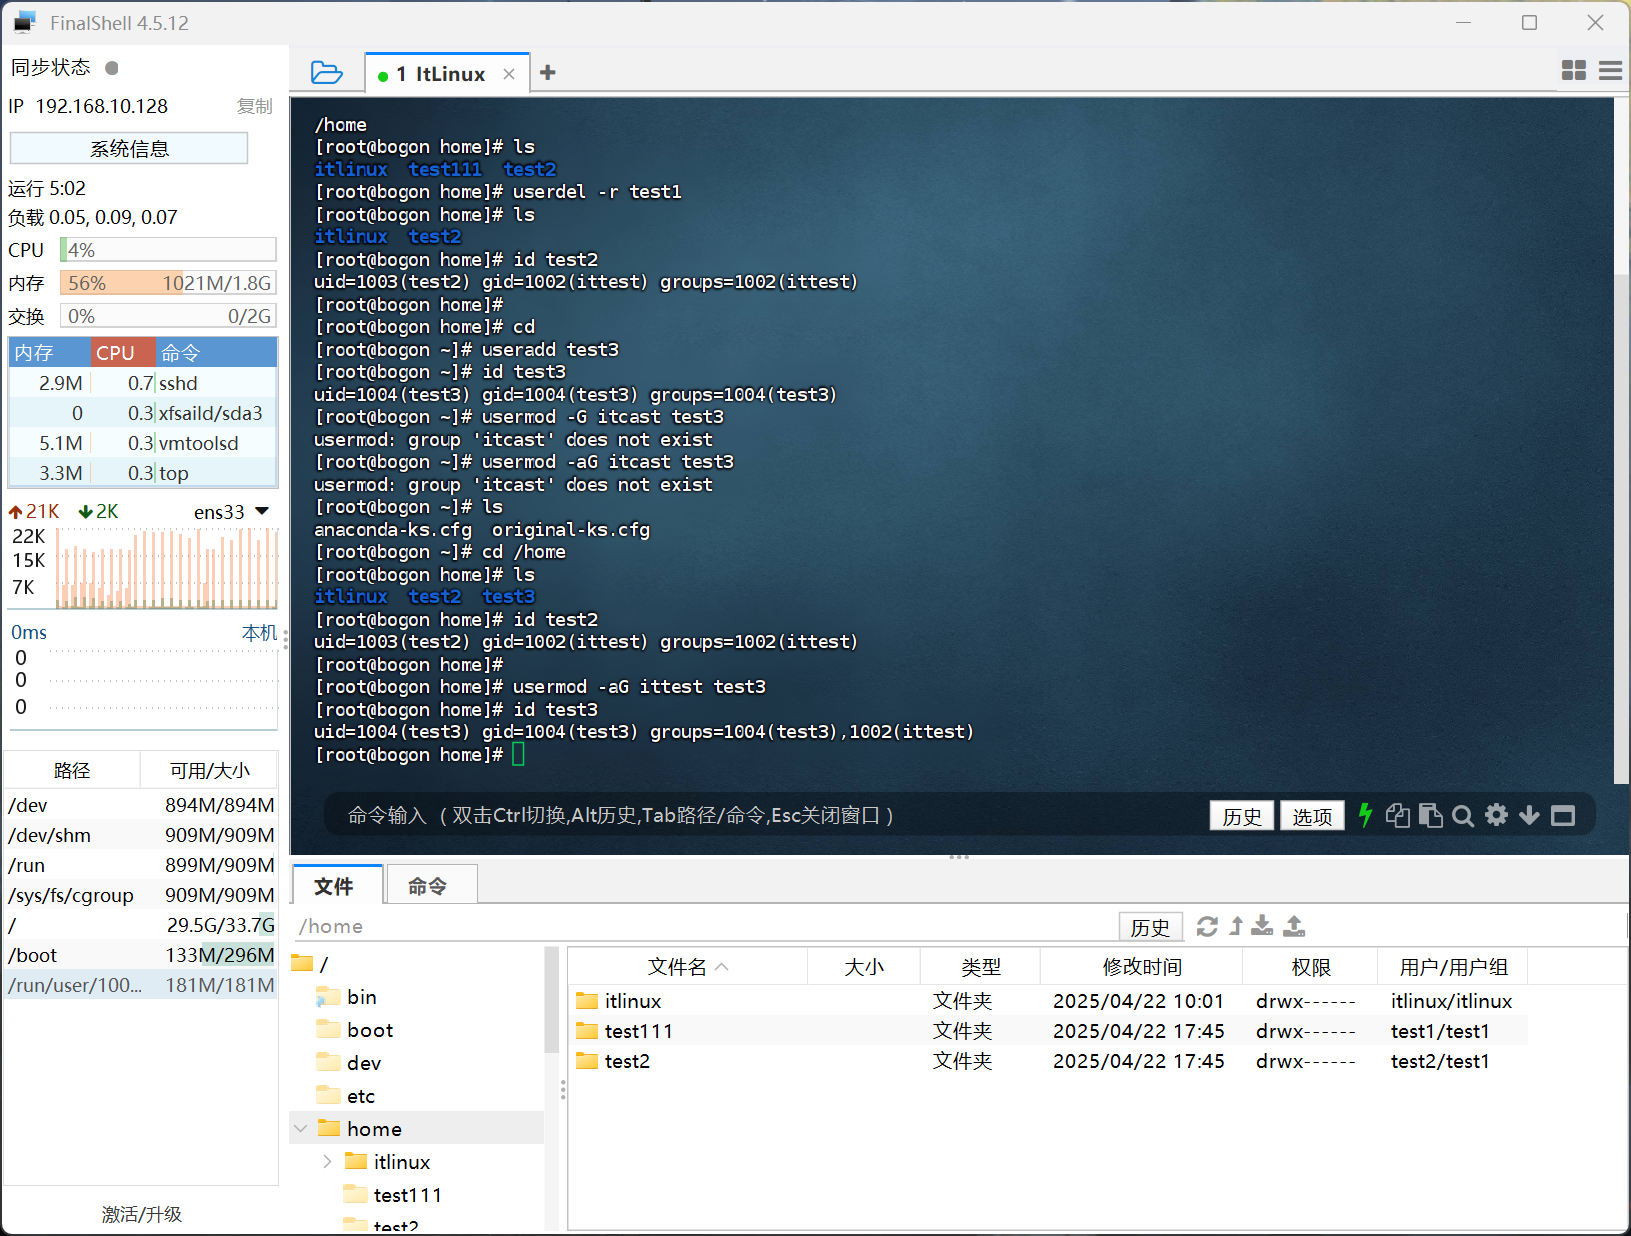 FinalShell 4.5.12
同步状态
IP 192.168.10.128 复制
系统信息
运行 5:02
负载 0.05, 0.09, 0.07
CPU 4%
内存 56% 1021M/1.8G
交换 0% 0/2G
内存 CPU 命令
2.9M 0.7 sshd
0 0.3 xfsaild/sda3
5.1M 0.3 vmtoolsd
3.3M 0.3 top
21K 2K ens33
22K
15K
7K
0ms 本机
0
0
0
路径 可用/大小
/dev 894M/894M
/dev/shm 909M/909M
/run 899M/909M
/sys/fs/cgroup 909M/909M
/ 29.5G/33.7G
/boot 133M/296M
/run/user/100... 181M/181M
激活/升级
1 ItLinux
/home
[root@bogon home]# ls
itlinux test111 test2
[root@bogon home]# userdel -r test1
[root@bogon home]# ls
itlinux test2
[root@bogon home]# id test2
uid=1003(test2) gid=1002(ittest) groups=1002(ittest)
[root@bogon home]#
[root@bogon home]# cd
[root@bogon ~]# useradd test3
[root@bogon ~]# id test3
uid=1004(test3) gid=1004(test3) groups=1004(test3)
[root@bogon ~]# usermod -G itcast test3
usermod: group 'itcast' does not exist
[root@bogon ~]# usermod -aG itcast test3
usermod: group 'itcast' does not exist
[root@bogon ~]# ls
anaconda-ks.cfg original-ks.cfg
[root@bogon ~]# cd /home
[root@bogon home]# ls
itlinux test2 test3
[root@bogon home]# id test2
uid=1003(test2) gid=1002(ittest) groups=1002(ittest)
[root@bogon home]#
[root@bogon home]# usermod -aG ittest test3
[root@bogon home]# id test3
uid=1004(test3) gid=1004(test3) groups=1004(test3),1002(ittest)
[root@bogon home]#
命令输入 (双击Ctrl切换,Alt历史,Tab路径/命令,Esc关闭窗口)
历史 选项
文件 命令
/home 历史
/
bin
boot
dev
etc
home
itlinux
test111
test2
文件名 大小 类型 修改时间 权限 用户/用户组
itlinux 文件夹 2025/04/22 10:01 drwx------ itlinux/itlinux
test111 文件夹 2025/04/22 17:45 drwx------ test1/test1
test2 文件夹 2025/04/22 17:45 drwx------ test2/test1